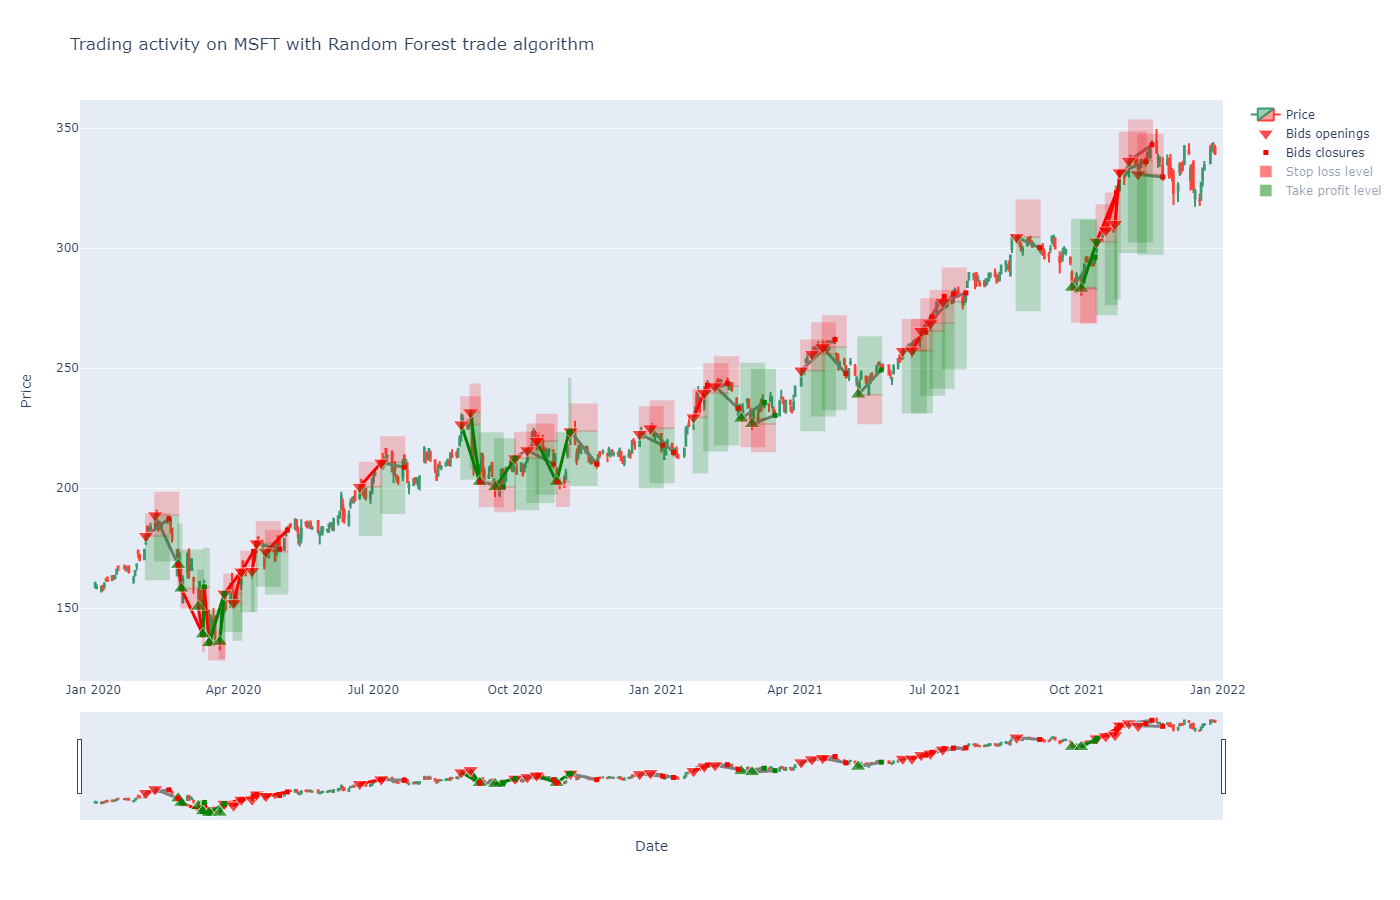 Trading activity on MSFT with Random Forest trade algorithm
Price
Bids openings
Bids closures
Stop loss level
Take profit level
350
300
250
200
150
Price
Jan 2020
Apr 2020
Jul 2020
Oct 2020
Jan 2021
Apr 2021
Jul 2021
Oct 2021
Jan 2022
Date